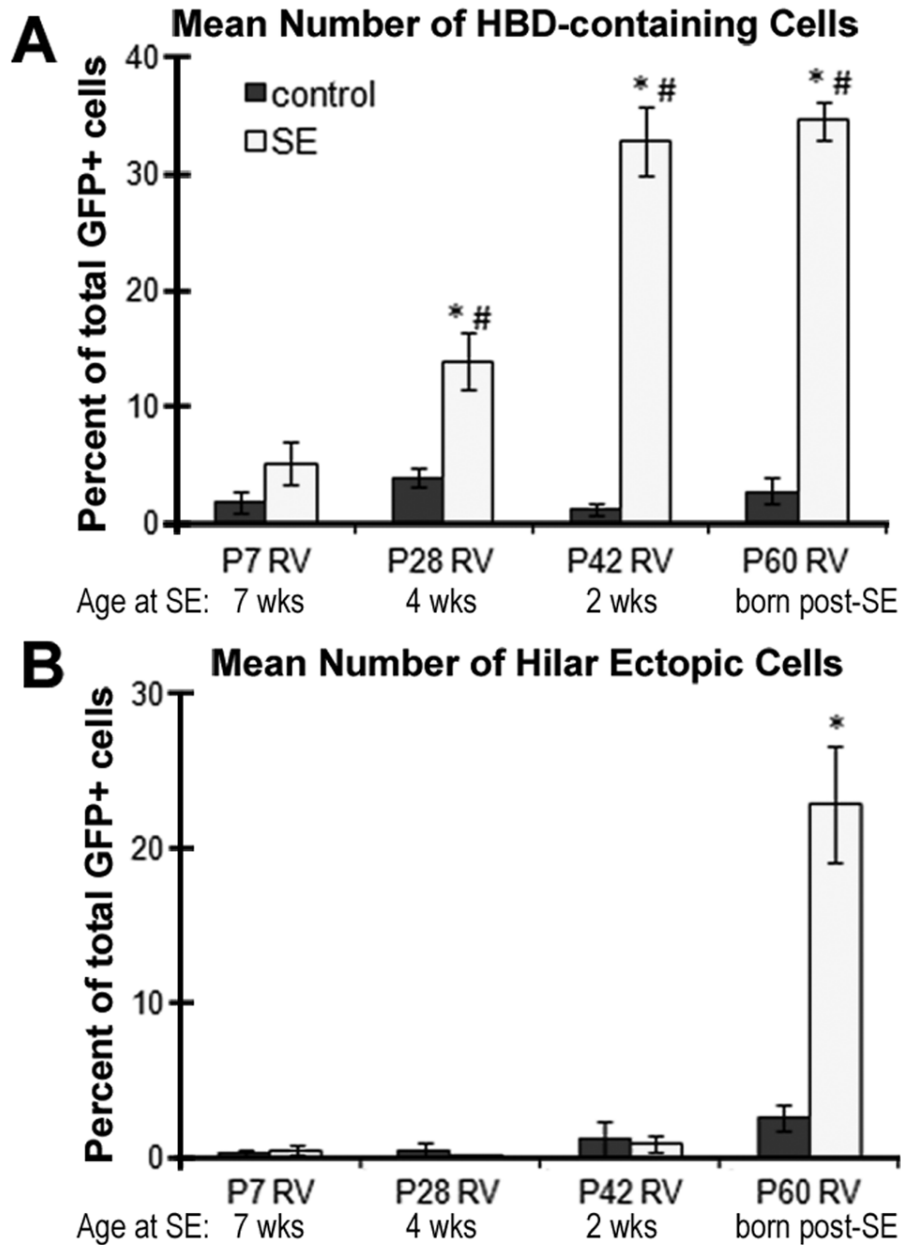 A
Mean Number of HBD-containing Cells
Percent of total GFP+ cells
40
30
20
10
0
control
SE
* #
* #
* #
P7 RV P28 RV P42 RV P60 RV
Age at SE: 7 wks 4 wks 2 wks born post-SE
B
Mean Number of Hilar Ectopic Cells
Percent of total GFP+ cells
30
20
10
0
*
P7 RV P28 RV P42 RV P60 RV
Age at SE: 7 wks 4 wks 2 wks born post-SE